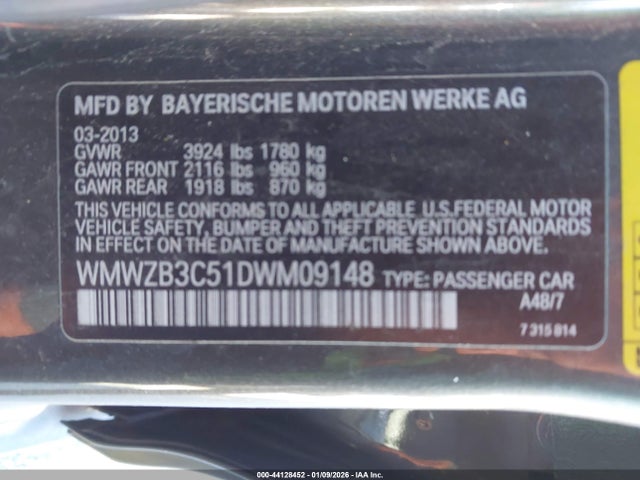 MFD BY BAYERISCHE MOTOREN WERKE AG
03-2013
GVWR 3924 lbs 1780 kg
GAWR FRONT 2116 lbs 960 kg
GAWR REAR 1918 lbs 870 kg
THIS VEHICLE CONFORMS TO ALL APPLICABLE U.S.FEDERAL MOTOR
VEHICLE SAFETY, BUMPER AND THEFT PREVENTION STANDARDS
IN EFFECT ON THE DATE OF MANUFACTURE SHOWN ABOVE.
WMWZB3C51DWM09148 TYPE: PASSENGER CAR
A48/7
7 315 814
000-44128452 - 01/09/2026 - IAA Inc.